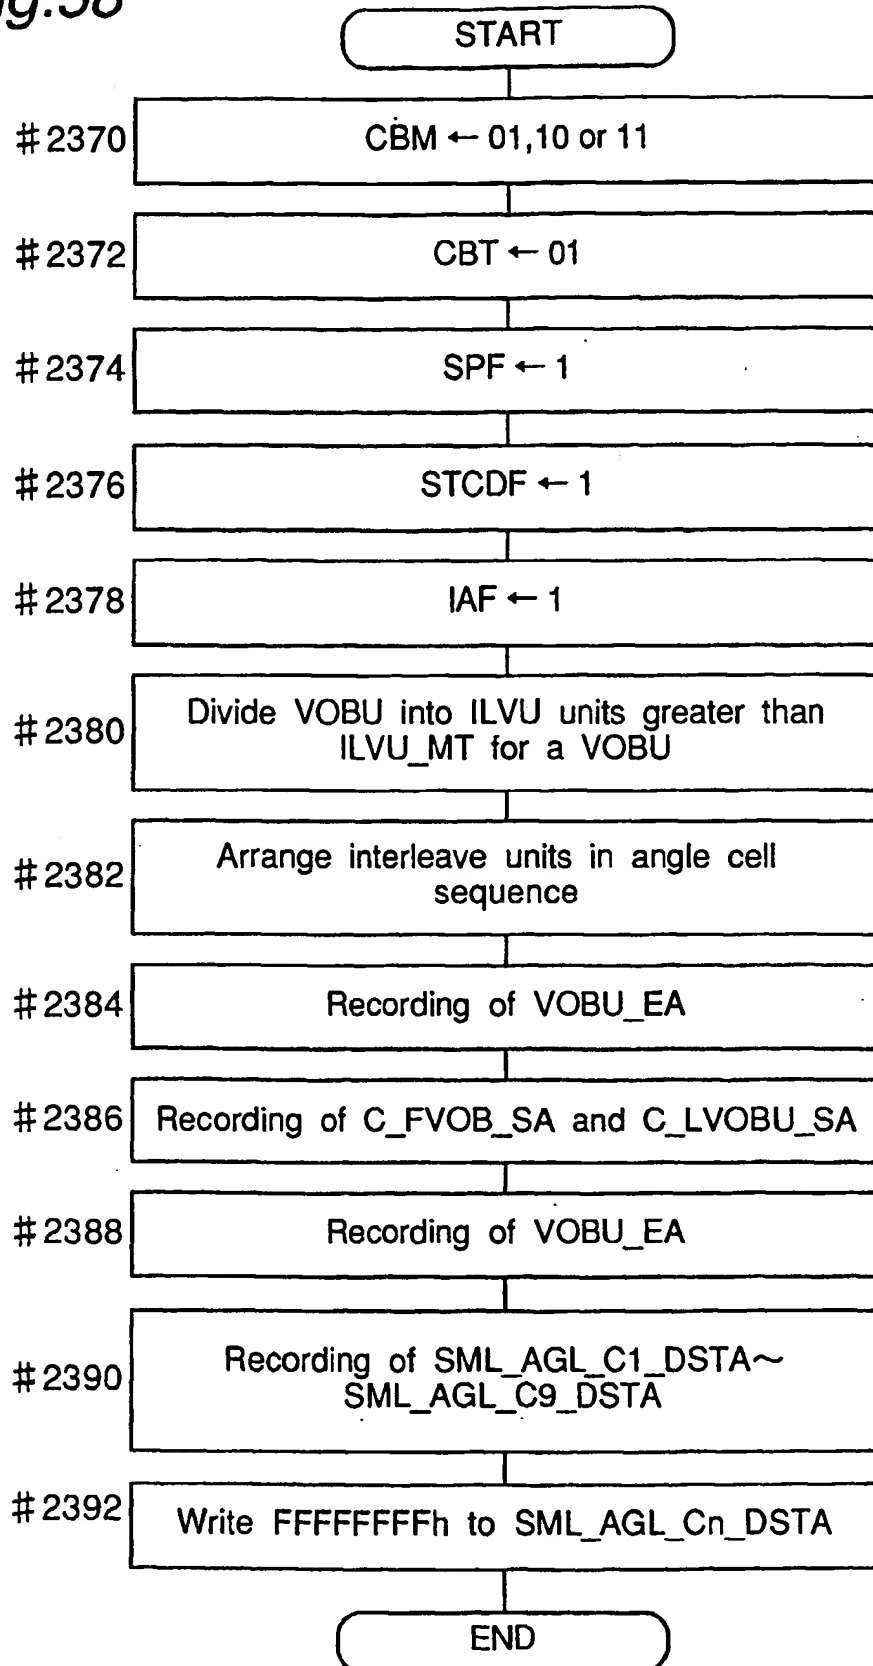 ig.58
START
#2370
CBM ← 01,10 or 11
#2372
CBT ← 01
#2374
SPF ← 1
#2376
STCDF ← 1
#2378
IAF ← 1
#2380
Divide VOBU into ILVU units greater than
ILVU_MT for a VOBU
#2382
Arrange interleave units in angle cell
sequence
#2384
Recording of VOBU_EA
#2386
Recording of C_FVOB_SA and C_LVOBU_SA
#2388
Recording of VOBU_EA
#2390
Recording of SML_AGL_C1_DSTA~
SML_AGL_C9_DSTA
#2392
Write FFFFFFFFh to SML_AGL_Cn_DSTA
END